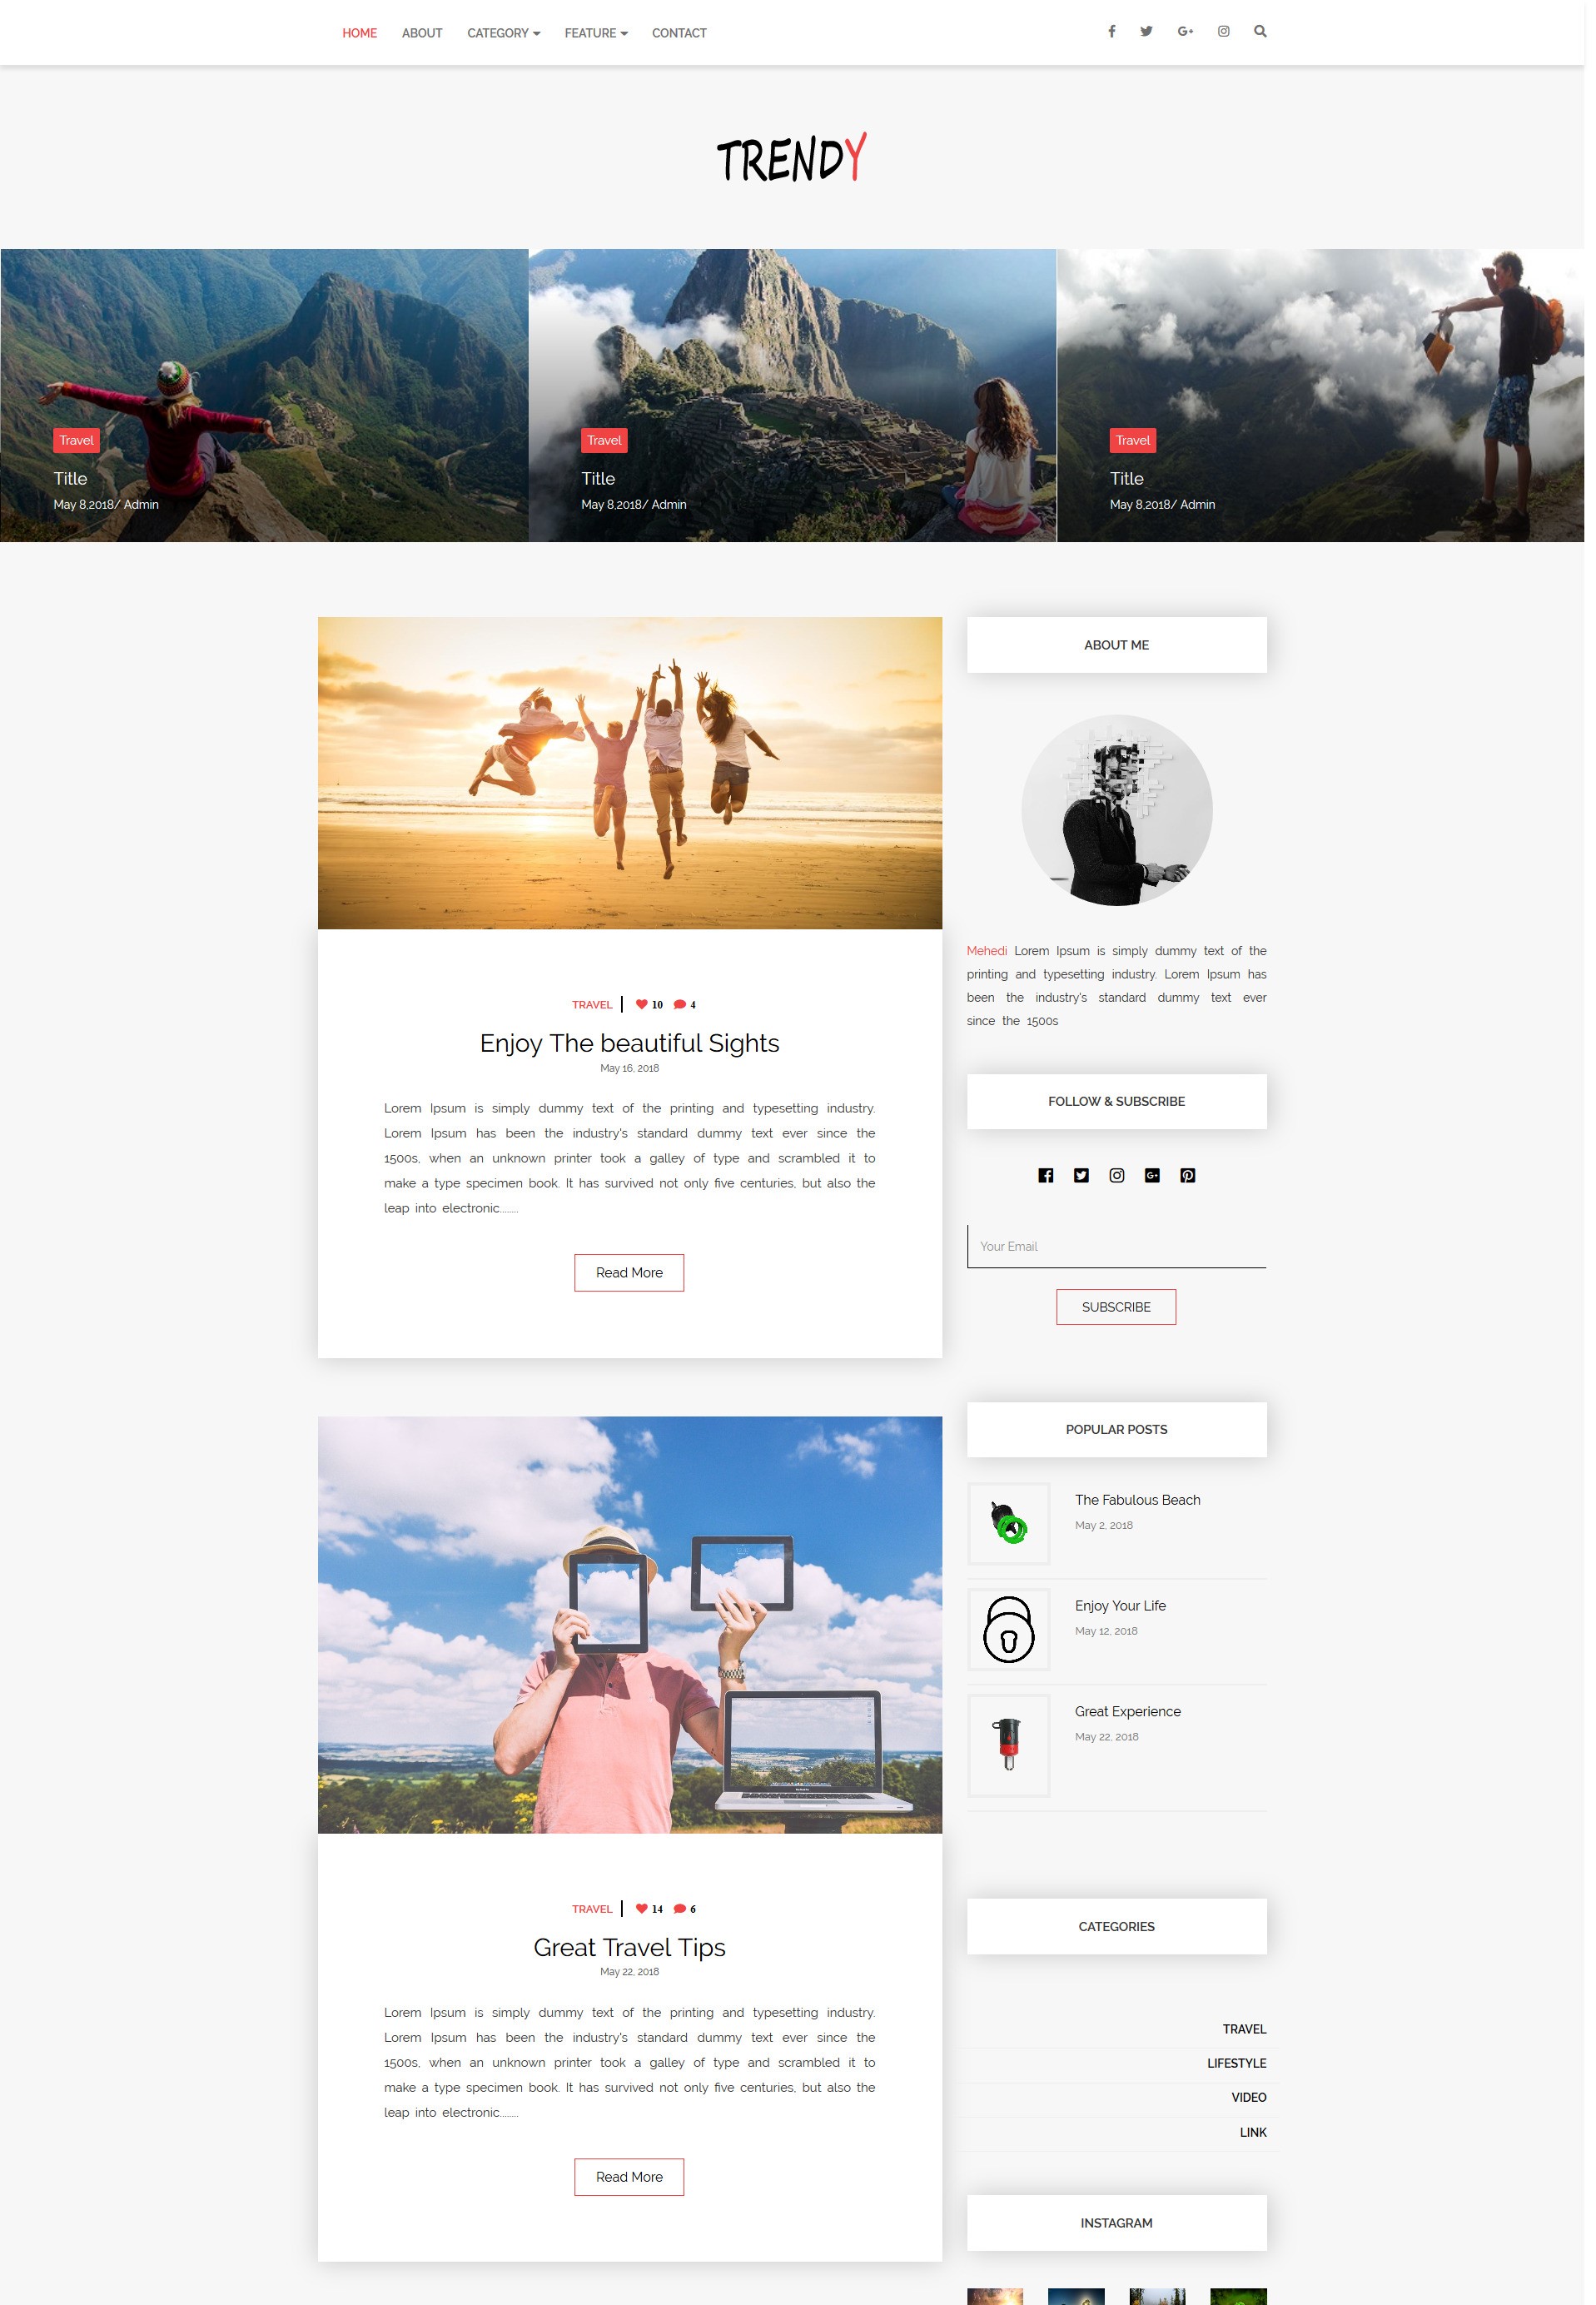 HOME ABOUT CATEGORY FEATURE CONTACT
TRENDY
Travel
Title
May 8,2018/ Admin
Travel
Title
May 8,2018/ Admin
Travel
Title
May 8,2018/ Admin
TRAVEL 10 4
Enjoy The beautiful Sights
May 16, 2018
Lorem Ipsum is simply dummy text of the printing and typesetting industry.
Lorem Ipsum has been the industry's standard dummy text ever since the
1500s, when an unknown printer took a galley of type and scrambled it to
make a type specimen book. It has survived not only five centuries, but also the
leap into electronic........
Read More
TRAVEL 14 6
Great Travel Tips
May 22, 2018
Lorem Ipsum is simply dummy text of the printing and typesetting industry.
Lorem Ipsum has been the industry's standard dummy text ever since the
1500s, when an unknown printer took a galley of type and scrambled it to
make a type specimen book. It has survived not only five centuries, but also the
leap into electronic........
Read More
ABOUT ME
Mehedi Lorem Ipsum is simply dummy text of the
printing and typesetting industry. Lorem Ipsum has
been the industry's standard dummy text ever
since the 1500s
FOLLOW & SUBSCRIBE
Your Email
SUBSCRIBE
POPULAR POSTS
The Fabulous Beach
May 2, 2018
Enjoy Your Life
May 12, 2018
Great Experience
May 22, 2018
CATEGORIES
TRAVEL
LIFESTYLE
VIDEO
LINK
INSTAGRAM